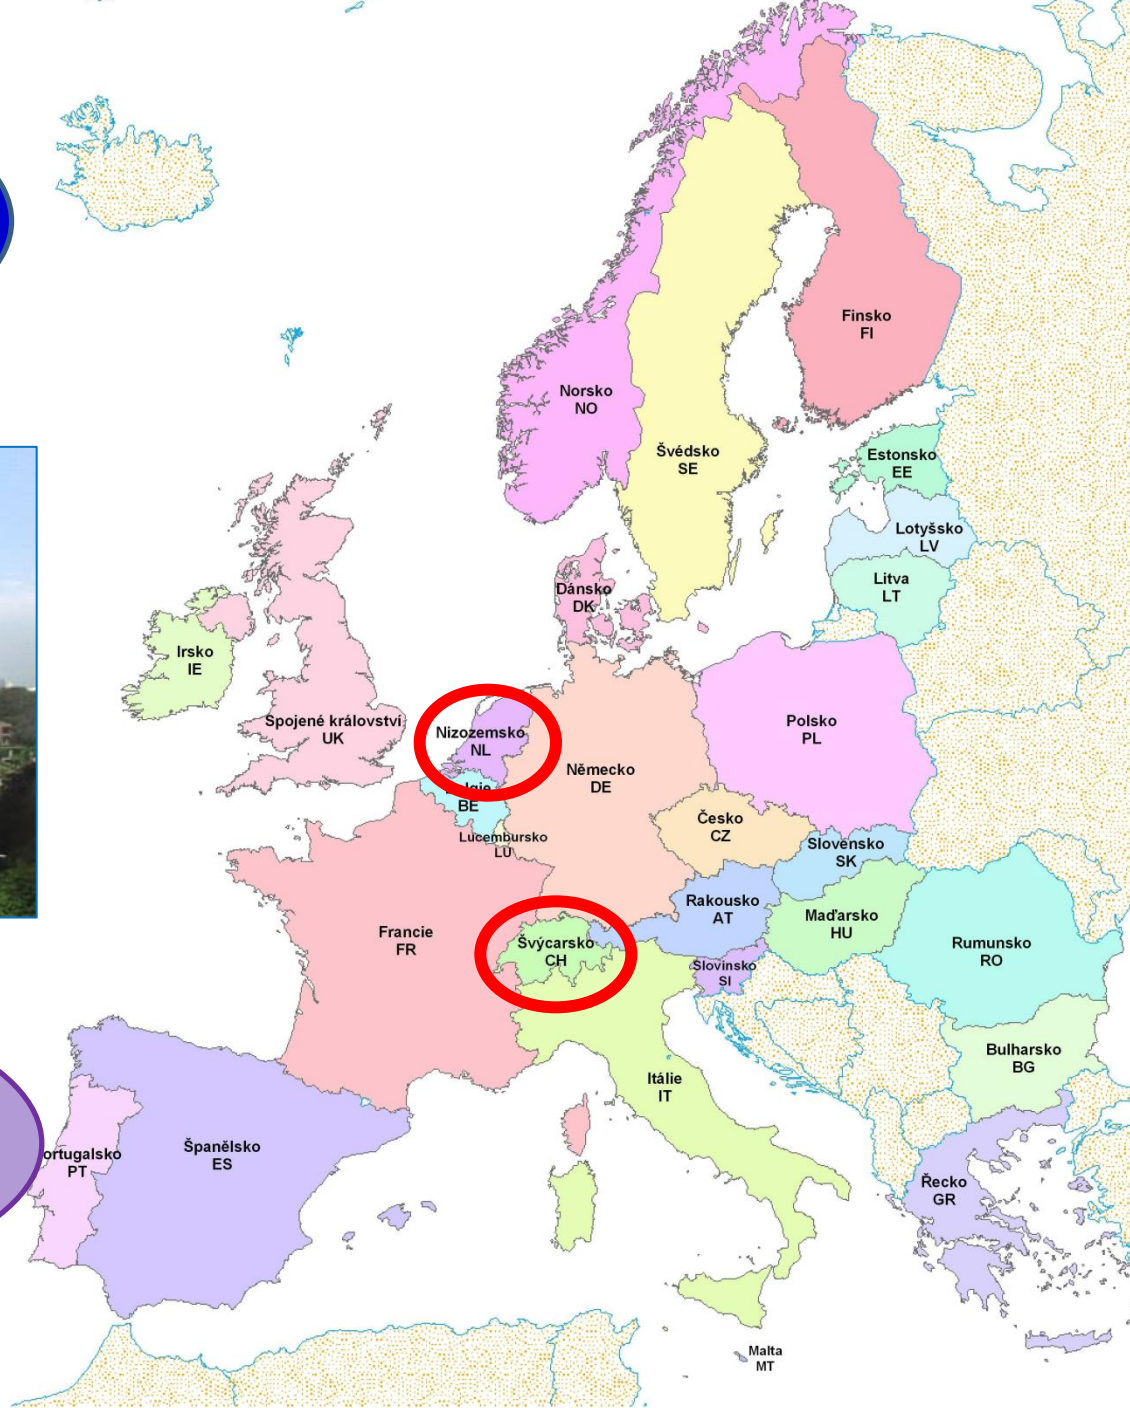 Finsko
FI
Norsko
NO
Švédsko
SE
Estonsko
EE
Lotyšsko
LV
Litva
LT
Dánsko
DK
Irsko
IE
Spojené království
UK
Nizozemsko
NL
Polsko
PL
Německo
DE
BE
Česko
CZ
Lucembursko
LU
Slovensko
SK
Rakousko
AT
Maďarsko
HU
Francie
FR
Švýcarsko
CH
Rumunsko
RO
Slovinsko
SI
Bulharsko
BG
Itálie
IT
Španělsko
ES
ortugalsko
PT
Řecko
GR
Malta
MT